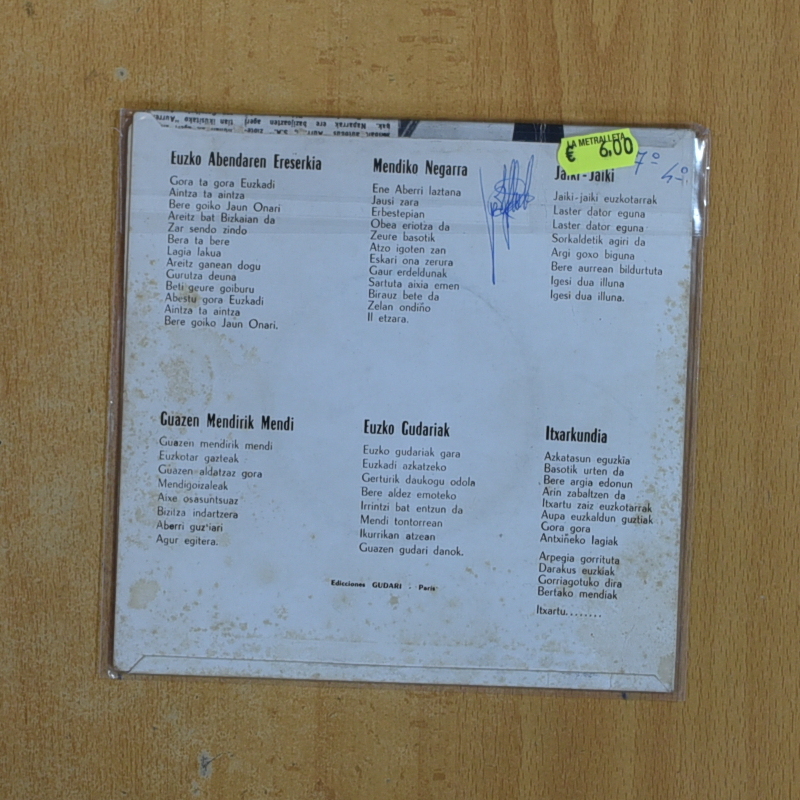 LA METRALLETA
€ 6.00
7º
4º
Euzko Abendaren Ereserkia
Gora ta gora Euzkadi
Aintza ta aintza
Bere goiko Jaun Onari
Areitz bat Bizkaian da
Zar sendo zindo
Bera ta bere
Lagia lakua
Areitz ganean dogu
Gurutza deuna
Beti geure goiburu
Abestu gora Euzkadi
Aintza ta aintza
Bere goiko Jaun Onari.
Mendiko Negarra
Ene Aberri laztana
Jausi zara
Erbestepian
Obea eriotza da
Zeure basotik
Atzo igoten zan
Eskari ona zerura
Gaur erdeldunak
Sartuta aixia emen
Birauz bete da
Zelan ondiño
Il etzara.
Jaiki-Jaiki
Jaiki-jaiki euzkotarrak
Laster dator eguna
Laster dator eguna
Sorkaldetik agiri da
Argi goxo biguna
Bere aurrean bildurtuta
Igesi dua illuna
Igesi dua illuna.
Guazen Mendirik Mendi
Guazen mendirik mendi
Euzkotar gazteak
Guazen aldatzaz gora
Mendigoizaleak
Aixe osasuntsuaz
Bizitza indartzera
Aberri guz'iari
Agur egitera.
Euzko Gudariak
Euzko gudariak gara
Euzkadi azkatzeko
Gerturik daukogu odola
Bere aldez emoteko
Irrintzi bat entzun da
Mendi tontorrean
Ikurrikan atzean
Guazen gudari danok.
Itxarkundia
Azkatasun eguzkia
Basotik urten da
Bere argia edonun
Arin zabaltzen da
Itxartu zaiz euzkotarrak
Aupa euzkaldun guztiak
Gora gora
Antxiñeko lagiak
Arpegia gorrituta
Darakus euzkiak
Gorriagotuko dira
Bertako mendiak
Itxartu........
Edicciones GUDARI - Paris